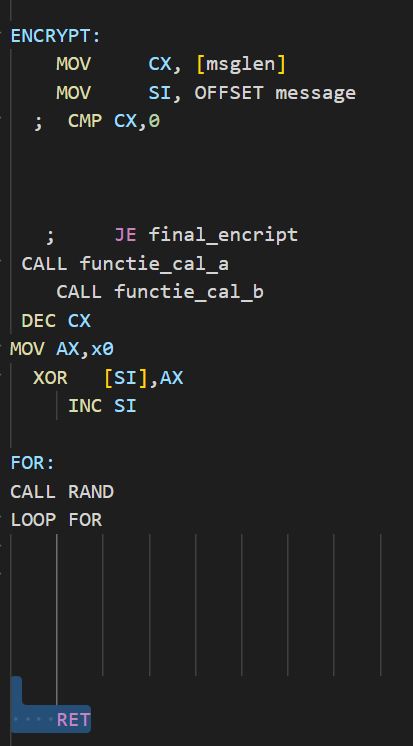 ENCRYPT:
MOV CX, [msglen]
MOV SI, OFFSET message
; CMP CX,0
; JE final_encript
CALL functie_cal_a
CALL functie_cal_b
DEC CX
MOV AX,x0
XOR [SI],AX
INC SI
FOR:
CALL RAND
LOOP FOR
RET